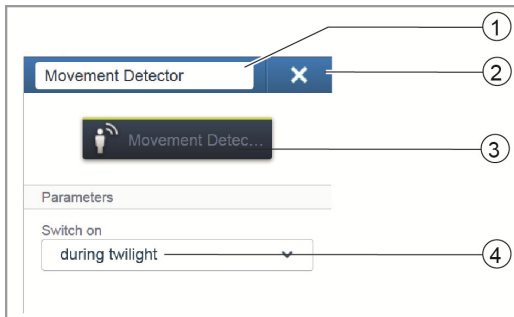 1
Movement Detector
2
Movement Detec...
3
Parameters
Switch on
during twilight
4